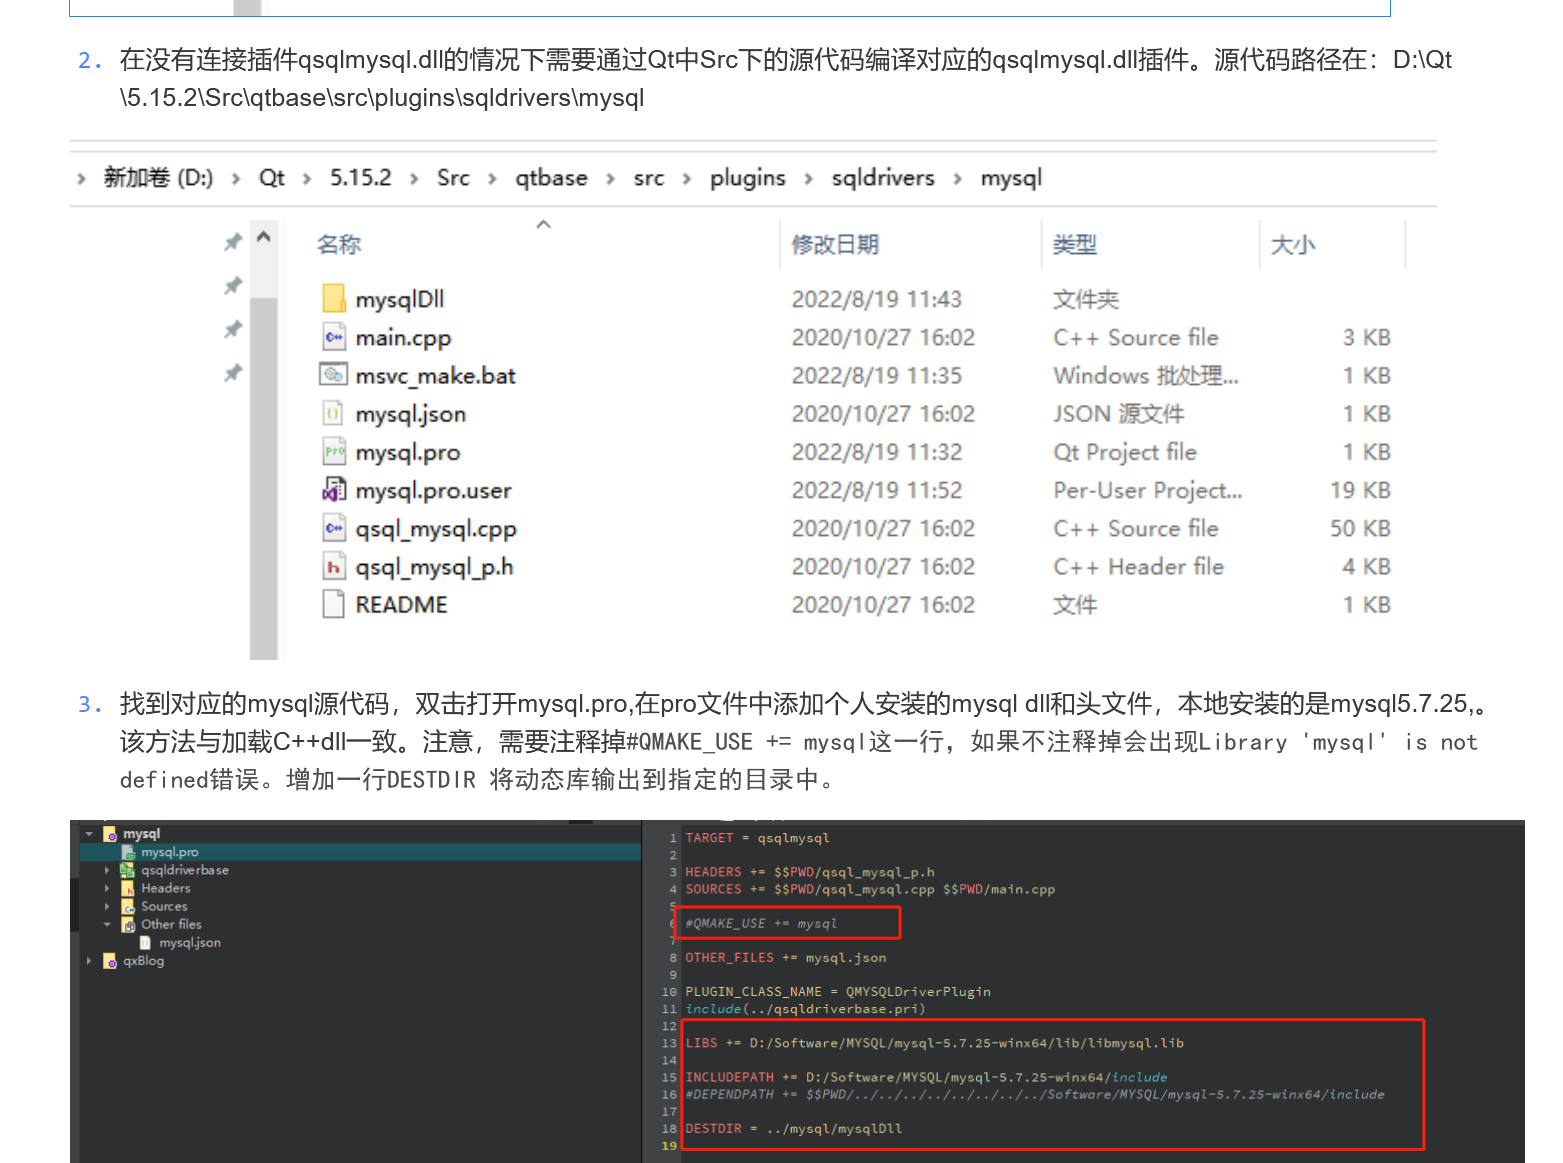 2. 在没有连接插件qsqlmysql.dll的情况下需要通过Qt中Src下的源代码编译对应的qsqlmysql.dll插件。源代码路径在：D:\Qt
\5.15.2\Src\qtbase\src\plugins\sqldrivers\mysql
新加卷 (D:) > Qt > 5.15.2 > Src > qtbase > src > plugins > sqldrivers > mysql
名称 修改日期 类型 大小
mysqlDll 2022/8/19 11:43 文件夹
main.cpp 2020/10/27 16:02 C++ Source file 3 KB
msvc_make.bat 2022/8/19 11:35 Windows 批处理... 1 KB
mysql.json 2020/10/27 16:02 JSON 源文件 1 KB
mysql.pro 2022/8/19 11:32 Qt Project file 1 KB
mysql.pro.user 2022/8/19 11:52 Per-User Project... 19 KB
qsql_mysql.cpp 2020/10/27 16:02 C++ Source file 50 KB
qsql_mysql_p.h 2020/10/27 16:02 C++ Header file 4 KB
README 2020/10/27 16:02 文件 1 KB
3. 找到对应的mysql源代码，双击打开mysql.pro,在pro文件中添加个人安装的mysql dll和头文件，本地安装的是mysql5.7.25,。
该方法与加载C++dll一致。注意，需要注释掉#QMAKE_USE += mysql这一行，如果不注释掉会出现Library 'mysql' is not
defined错误。增加一行DESTDIR 将动态库输出到指定的目录中。
mysql
mysql.pro
qsqldriverbase
Headers
Sources
Other files
mysql.json
qxBlog
1 TARGET = qsqlmysql
2
3 HEADERS += $$PWD/qsql_mysql_p.h
4 SOURCES += $$PWD/qsql_mysql.cpp $$PWD/main.cpp
5
6 #QMAKE_USE += mysql
7
8 OTHER_FILES += mysql.json
9
10 PLUGIN_CLASS_NAME = QMYSQLDriverPlugin
11 include(../qsqldriverbase.pri)
12
13 LIBS += D:/Software/MYSQL/mysql-5.7.25-winx64/lib/libmysql.lib
14
15 INCLUDEPATH += D:/Software/MYSQL/mysql-5.7.25-winx64/include
16 #DEPENDPATH += $$PWD/../../../../../../../../Software/MYSQL/mysql-5.7.25-winx64/include
17
18 DESTDIR = ../mysql/mysqlDll
19